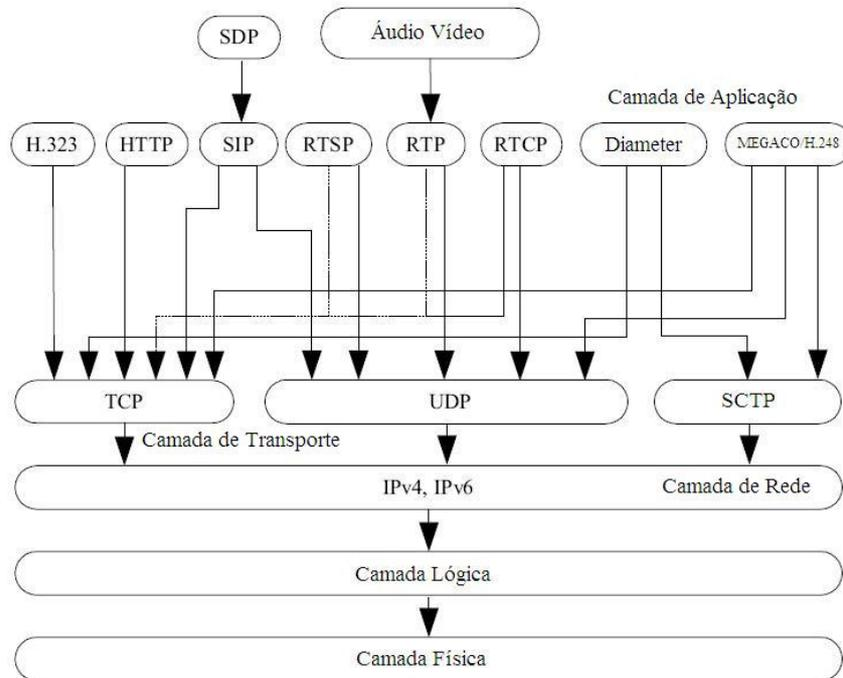 SDP
Áudio Vídeo
Camada de Aplicação
H.323
HTTP
SIP
RTSP
RTP
RTCP
Diameter
MEGACO/H.248
TCP
UDP
SCTP
Camada de Transporte
IPv4, IPv6
Camada de Rede
Camada Lógica
Camada Física